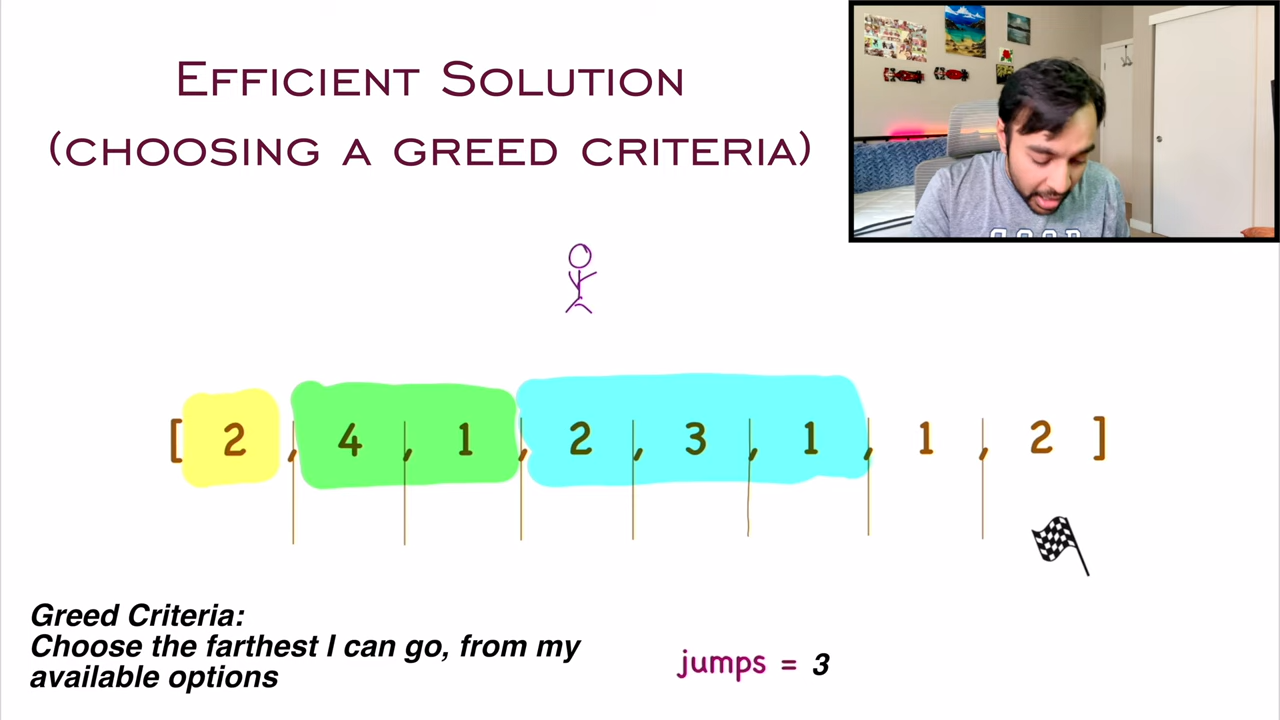 EFFICIENT SOLUTION
(CHOOSING A GREED CRITERIA)
[ 2 , 4 , 1 , 2 , 3 , 1 , 1 , 2 ]
Greed Criteria:
Choose the farthest I can go, from my
available options
jumps = 3